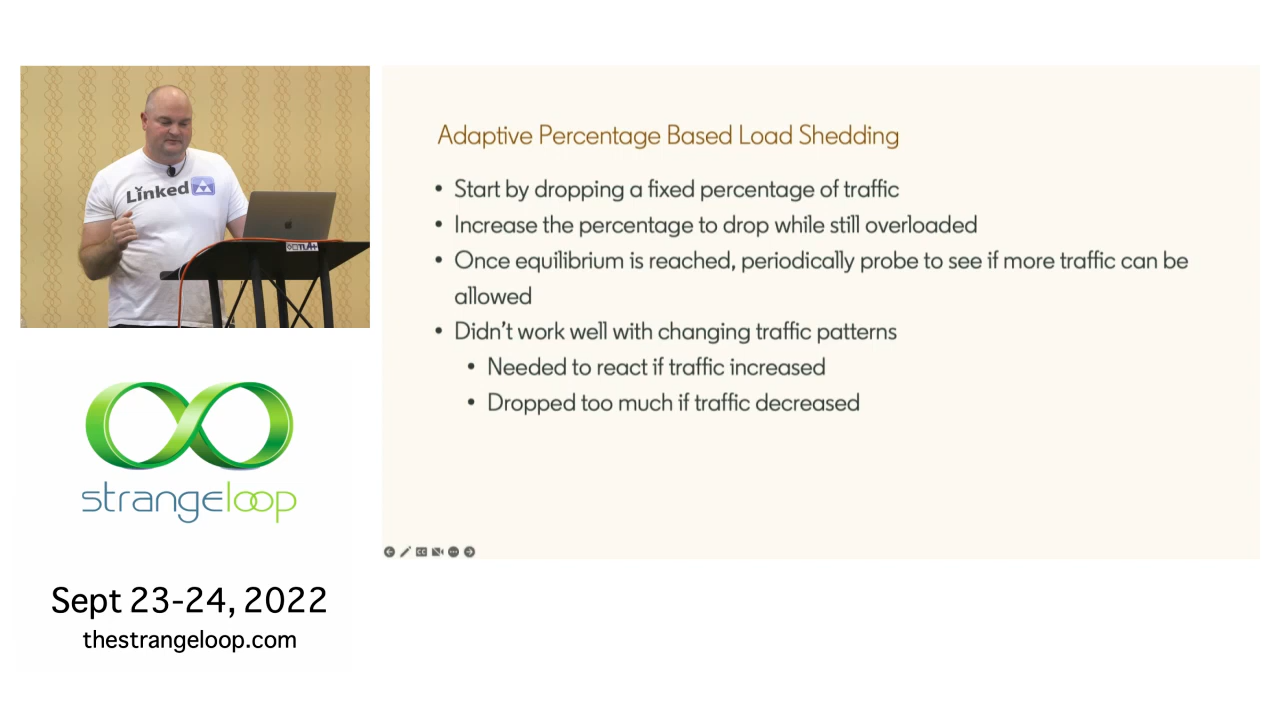 Linked
Adaptive Percentage Based Load Shedding
• Start by dropping a fixed percentage of traffic
• Increase the percentage to drop while still overloaded
• Once equilibrium is reached, periodically probe to see if more traffic can be
allowed
• Didn't work well with changing traffic patterns
• Needed to react if traffic increased
• Dropped too much if traffic decreased
strangeloop
Sept 23-24, 2022
thestrangeloop.com